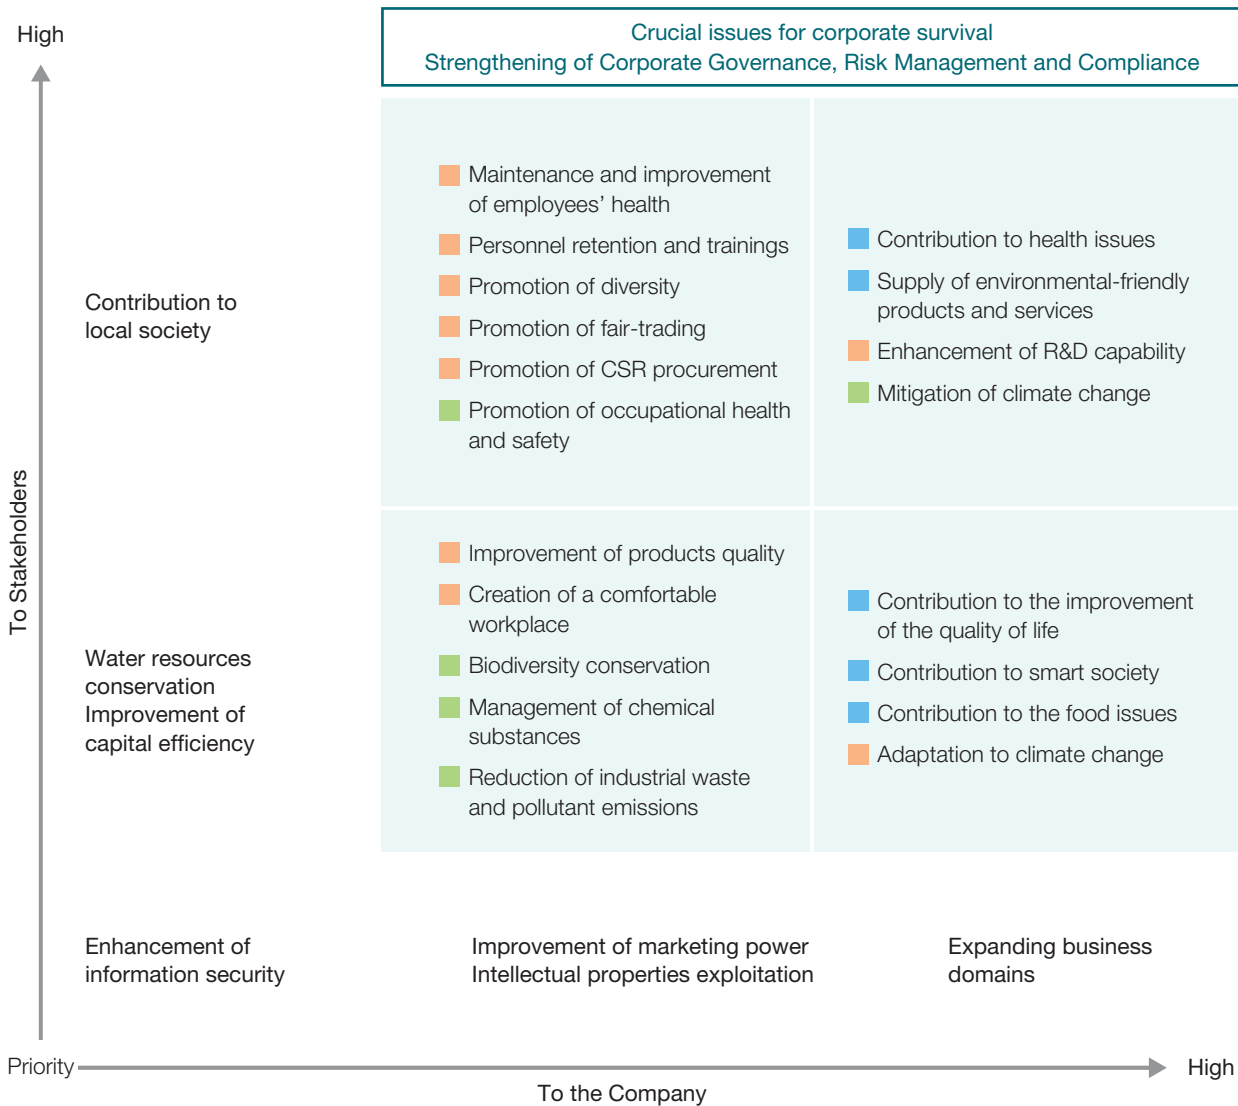 High
Crucial issues for corporate survival
Strengthening of Corporate Governance, Risk Management and Compliance
To Stakeholders
Contribution to
local society
Maintenance and improvement
of employees’ health
Personnel retention and trainings
Promotion of diversity
Promotion of fair-trading
Promotion of CSR procurement
Promotion of occupational health
and safety
Contribution to health issues
Supply of environmental-friendly
products and services
Enhancement of R&D capability
Mitigation of climate change
Water resources
conservation
Improvement of
capital efficiency
Improvement of products quality
Creation of a comfortable
workplace
Biodiversity conservation
Management of chemical
substances
Reduction of industrial waste
and pollutant emissions
Contribution to the improvement
of the quality of life
Contribution to smart society
Contribution to the food issues
Adaptation to climate change
Enhancement of
information security
Improvement of marketing power
Intellectual properties exploitation
Expanding business
domains
Priority
High
To the Company